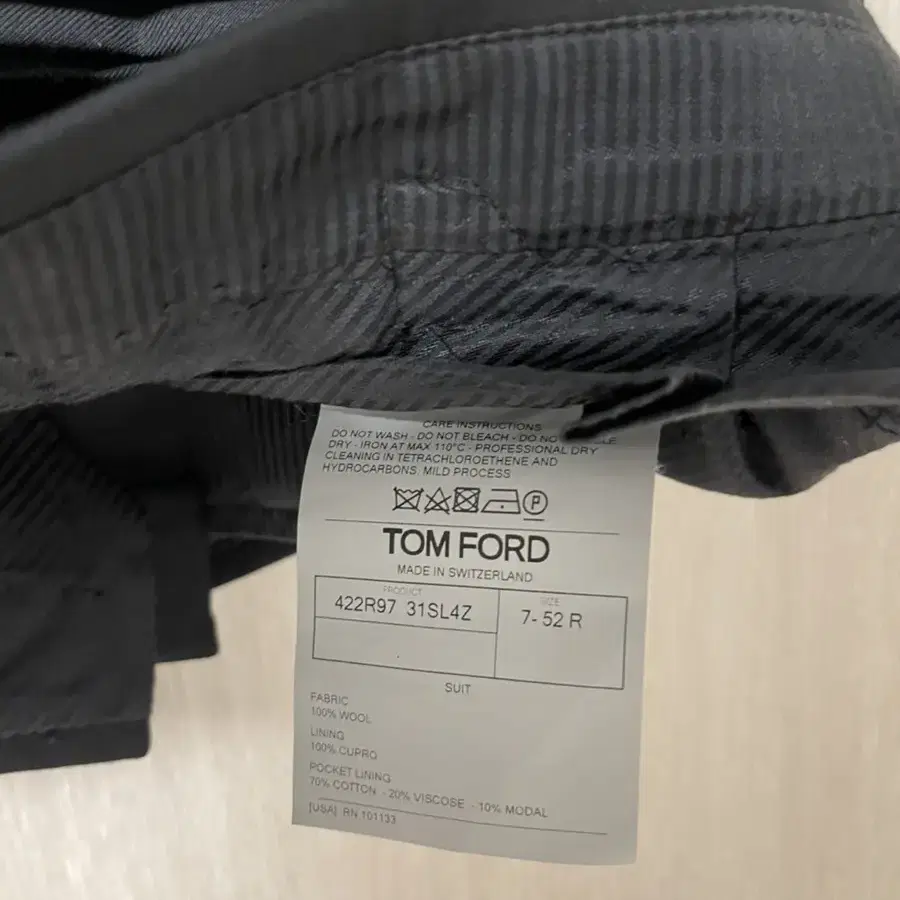 CARE INSTRUCTIONS
DO NOT WASH - DO NOT BLEACH - DO NOT
DRY - IRON AT MAX 110°C - PROFESSIONAL DRY
CLEANING IN TETRACHLOROETHENE AND
HYDROCARBONS, MILD PROCESS
P
TOM FORD
MADE IN SWITZERLAND
PRODUCT
422R97 31SL4Z
SIZE
7- 52 R
SUIT
FABRIC
100% WOOL
LINING
100% CUPRO
POCKET LINING
70% COTTON - 20% VISCOSE - 10% MODAL
[USA] RN 101133